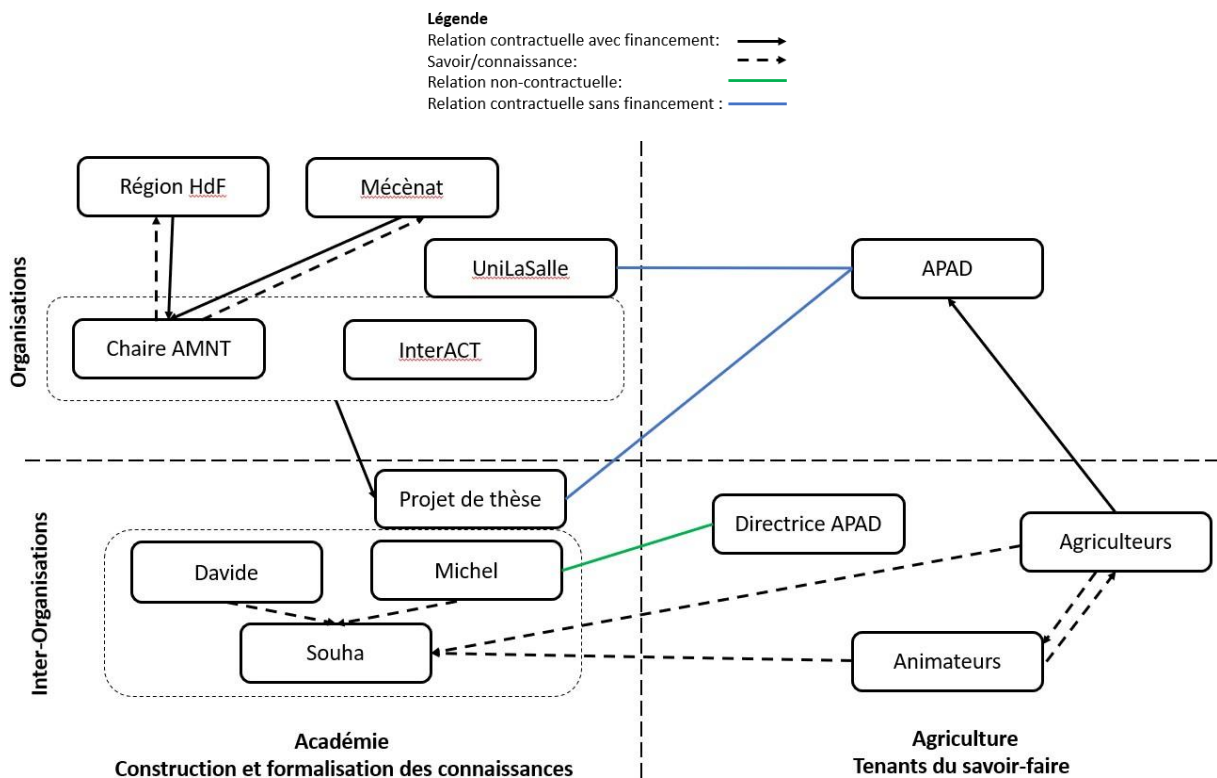 Légende
Relation contractuelle avec financement:
Savoir/connaissance:
Relation non-contractuelle:
Relation contractuelle sans financement :
Région HdF
Mécènat
UniLaSalle
APAD
Organisations
Chaire AMNT
InterACT
Projet de thèse
Directrice APAD
Agriculteurs
Inter-Organisations
Davide
Michel
Souha
Animateurs
Académie
Construction et formalisation des connaissances
Agriculture
Tenants du savoir-faire